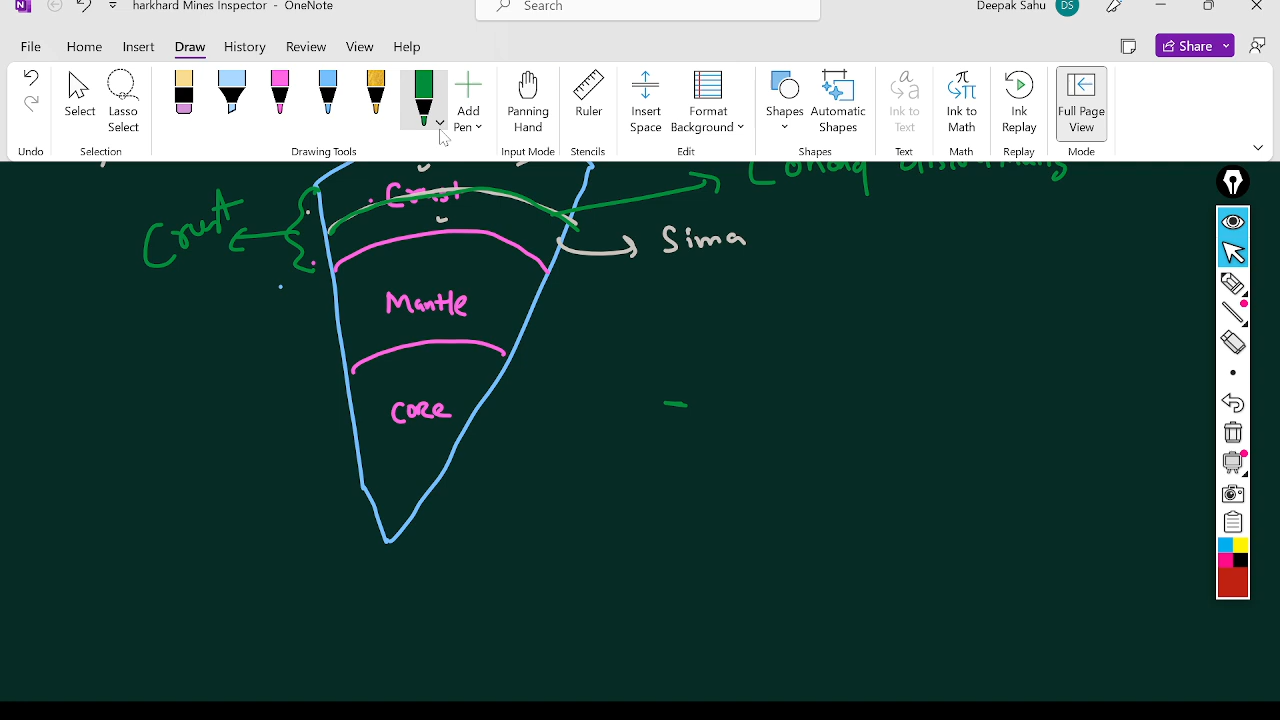 harkhard Mines Inspector - OneNote
Search
Deepak Sahu DS
File Home Insert Draw History Review View Help
Share
Select
Lasso Select
Add Pen
Panning Hand
Ruler
Insert Space
Format Background
Shapes
Automatic Shapes
Ink to Text
Ink to Math
Ink Replay
Full Page View
Undo Selection Drawing Tools Input Mode Stencils Edit Shapes Text Math Replay Mode
Crust
Crust
Sima
Mantle
core